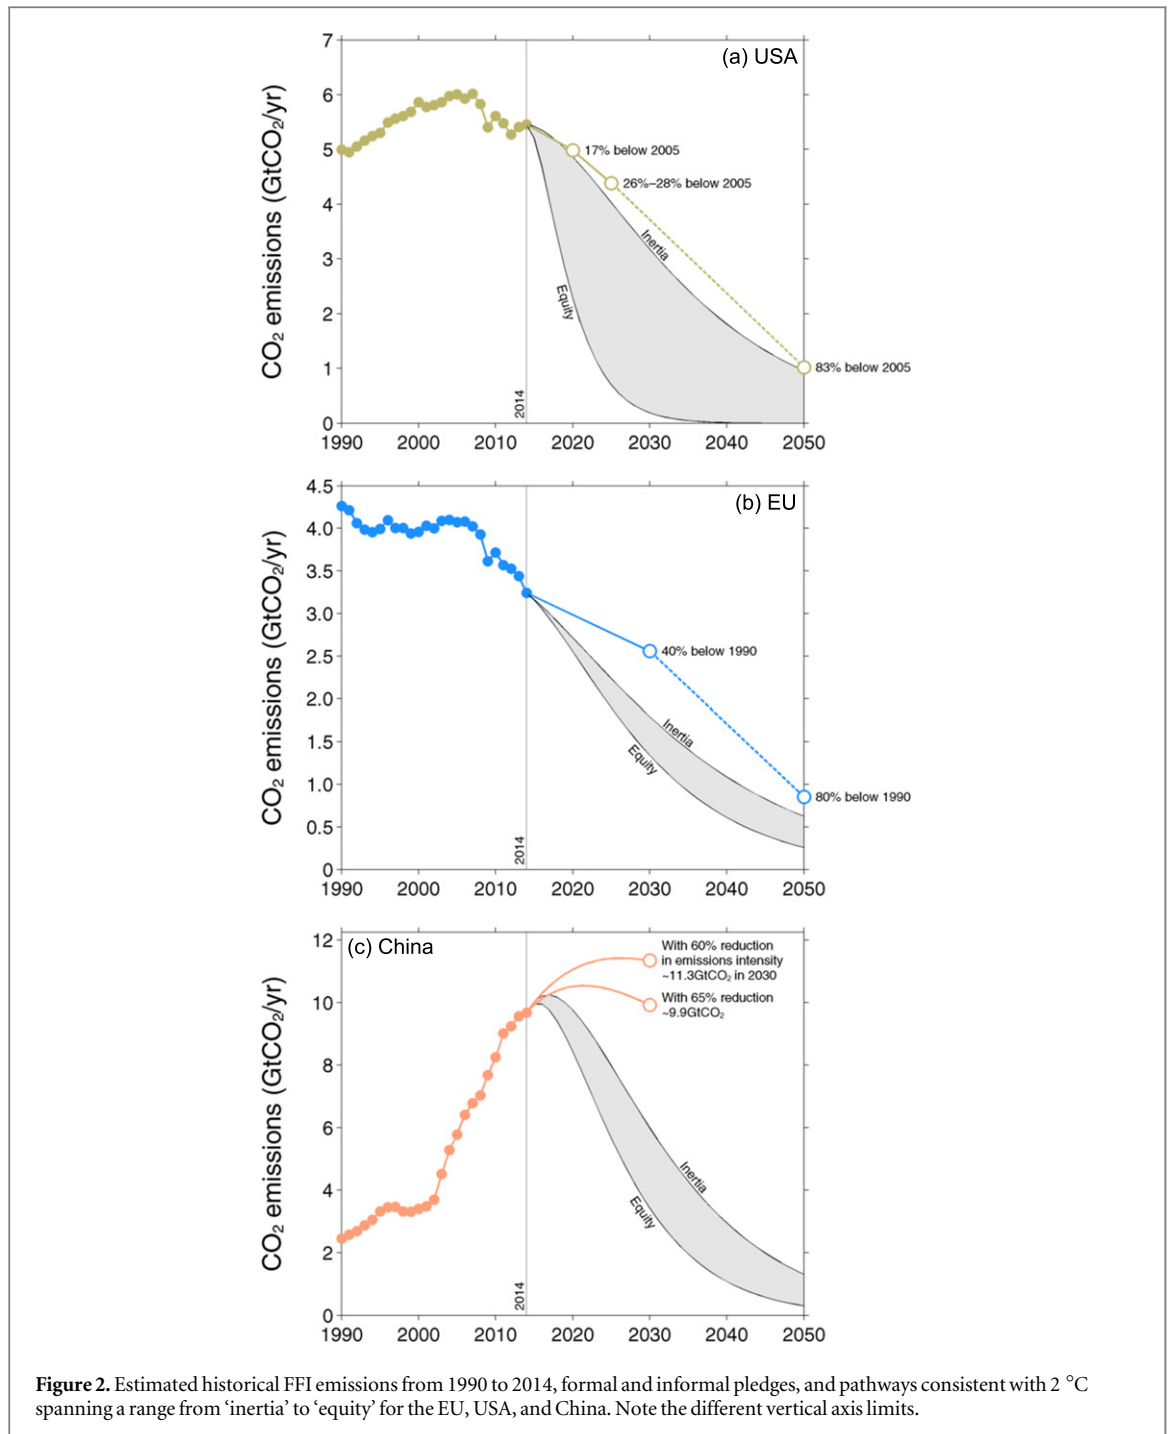 (a) USA
CO₂ emissions (GtCO₂/yr)
7
6
5
4
3
2
1
0
17% below 2005
26%–28% below 2005
Inertia
Equity
83% below 2005
2014
1990 2000 2010 2020 2030 2040 2050
(b) EU
CO₂ emissions (GtCO₂/yr)
4.5
4.0
3.5
3.0
2.5
2.0
1.5
1.0
0.5
0
40% below 1990
Inertia
Equity
80% below 1990
2014
1990 2000 2010 2020 2030 2040 2050
(c) China
CO₂ emissions (GtCO₂/yr)
12
10
8
6
4
2
0
With 60% reduction
in emissions intensity
~11.3GtCO₂ in 2030
With 65% reduction
~9.9GtCO₂
Inertia
Equity
2014
1990 2000 2010 2020 2030 2040 2050
Figure 2. Estimated historical FFI emissions from 1990 to 2014, formal and informal pledges, and pathways consistent with 2 °C
spanning a range from ‘inertia’ to ‘equity’ for the EU, USA, and China. Note the different vertical axis limits.